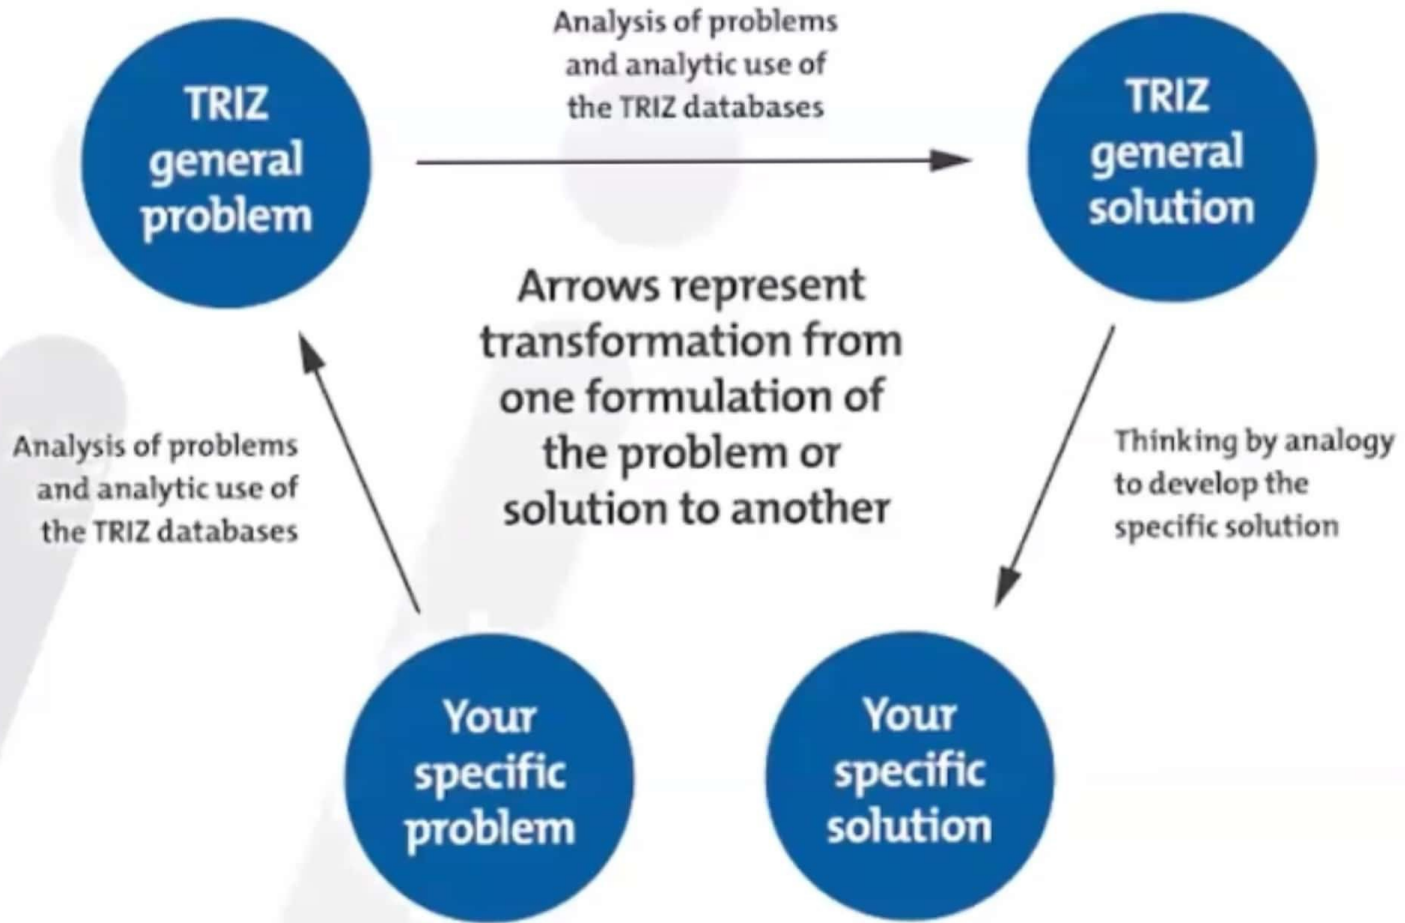 Analysis of problems
and analytic use of
the TRIZ databases
TRIZ
general
problem
TRIZ
general
solution
Arrows represent
transformation from
one formulation of
the problem or
solution to another
Analysis of problems
and analytic use of
the TRIZ databases
Thinking by analogy
to develop the
specific solution
Your
specific
problem
Your
specific
solution